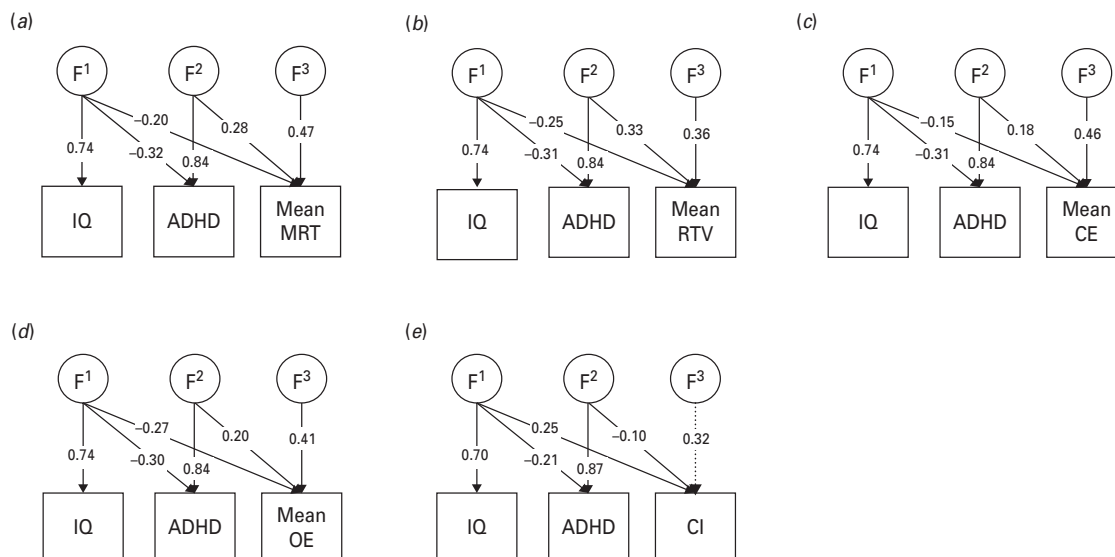 (a)
F¹ F² F³
−0.20 0.28 0.47
0.74 −0.32 0.84
IQ ADHD Mean
MRT
(b)
F¹ F² F³
−0.25 0.33 0.36
0.74 −0.31 0.84
IQ ADHD Mean
RTV
(c)
F¹ F² F³
−0.15 0.18 0.46
0.74 −0.31 0.84
IQ ADHD Mean
CE
(d)
F¹ F² F³
−0.27 0.20 0.41
0.74 −0.30 0.84
IQ ADHD Mean
OE
(e)
F¹ F² F³
0.25 −0.10 0.32
0.70 −0.21 0.87
IQ ADHD CI